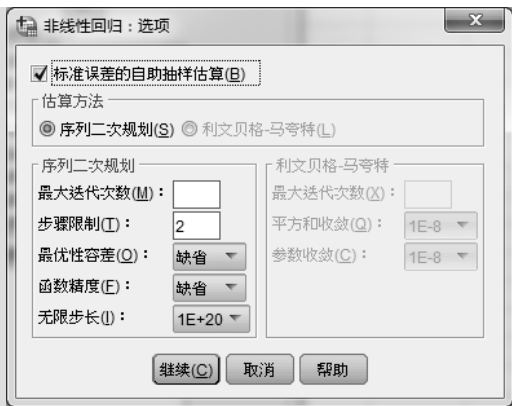 非线性回归：选项
标准误差的自助抽样估算(B)
估算方法
序列二次规划(S) 利文贝格-马夸特(L)
序列二次规划
最大迭代次数(M)：
步骤限制(T)： 2
最优性容差(O)： 缺省
函数精度(F)： 缺省
无限步长(I)： 1E+20
利文贝格-马夸特
最大迭代次数(X)：
平方和收敛(Q)： 1E-8
参数收敛(C)： 1E-8
继续(C) 取消 帮助